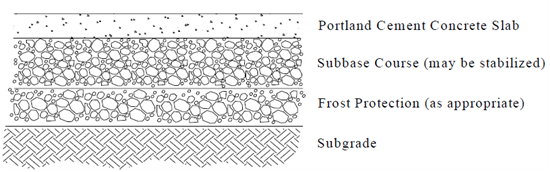 Portland Cement Concrete Slab
Subbase Course (may be stabilized)
Frost Protection (as appropriate)
Subgrade